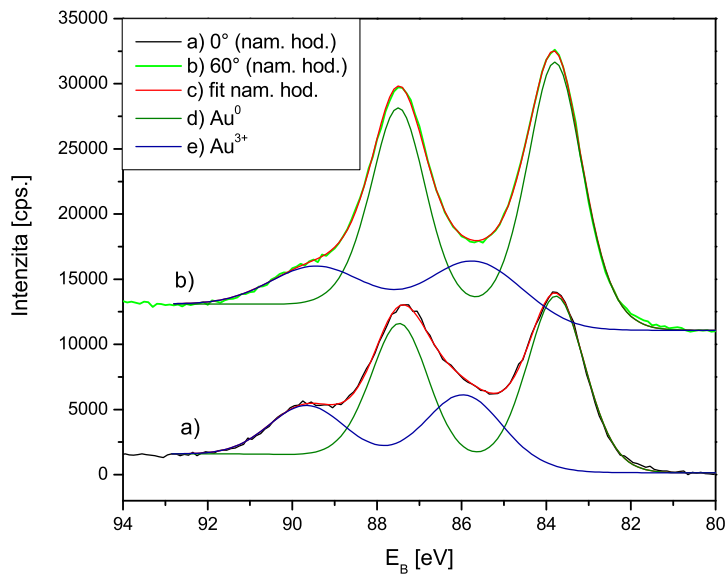 35000
30000
25000
20000
15000
10000
5000
0
Intenzita [cps.]
a) 0° (nam. hod.)
b) 60° (nam. hod.)
c) fit nam. hod.
d) Au⁰
e) Au³⁺
b)
a)
94 92 90 88 86 84 82 80
E_B [eV]